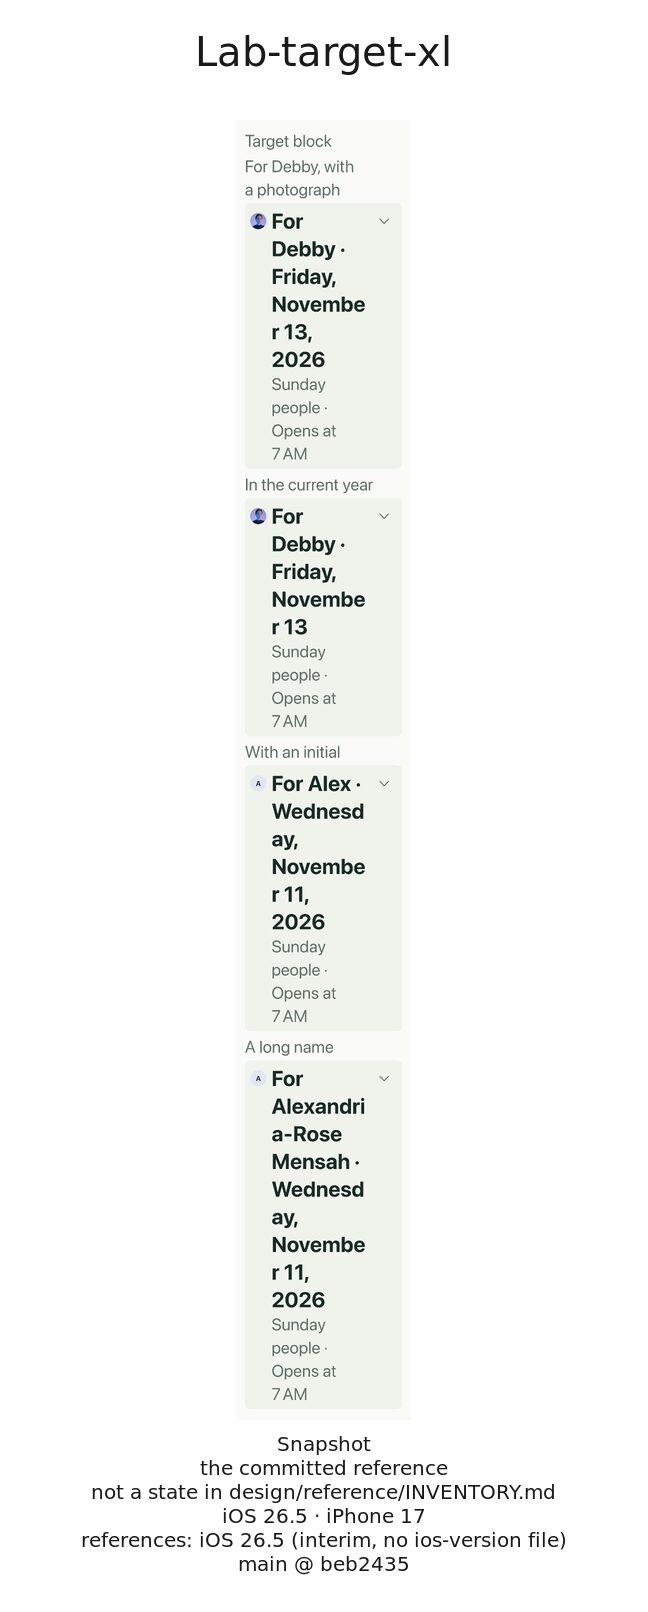 Lab-target-xl
Target block
For Debby, with
a photograph
For
Debby ·
Friday,
Novembe
r 13,
2026
Sunday
people ·
Opens at
7 AM
In the current year
For
Debby ·
Friday,
Novembe
r 13
Sunday
people ·
Opens at
7 AM
With an initial
A
For Alex ·
Wednesd
ay,
Novembe
r 11,
2026
Sunday
people ·
Opens at
7 AM
A long name
A
For
Alexandri
a-Rose
Mensah ·
Wednesd
ay,
Novembe
r 11,
2026
Sunday
people ·
Opens at
7 AM
Snapshot
the committed reference
not a state in design/reference/INVENTORY.md
iOS 26.5 · iPhone 17
references: iOS 26.5 (interim, no ios-version file)
main @ beb2435